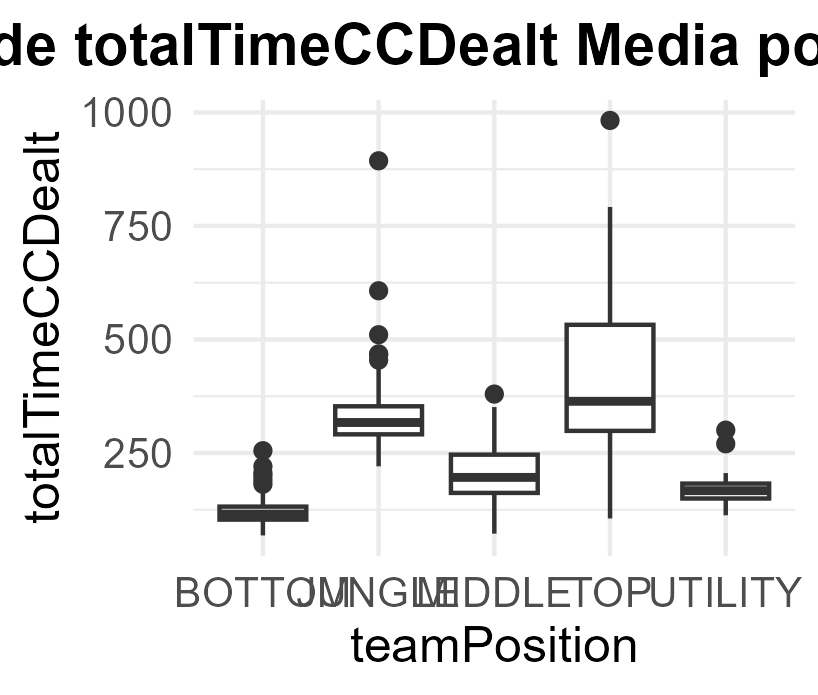 de totalTimeCCDealt Media po
1000
750
500
250
totalTimeCCDealt
BOTTOM JUNGLE MIDDLE TOP UTILITY
teamPosition